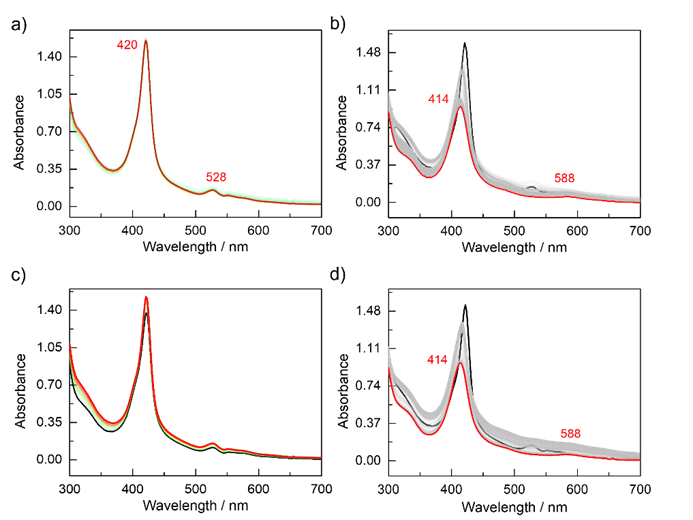 a)
420
528
Absorbance
1.40
1.05
0.70
0.35
0.00
300 400 500 600 700
Wavelength / nm
b)
414
588
Absorbance
1.48
1.11
0.74
0.37
0.00
300 400 500 600 700
Wavelength / nm
c)
Absorbance
1.40
1.05
0.70
0.35
0.00
300 400 500 600 700
Wavelength / nm
d)
414
588
Absorbance
1.48
1.11
0.74
0.37
0.00
300 400 500 600 700
Wavelength / nm